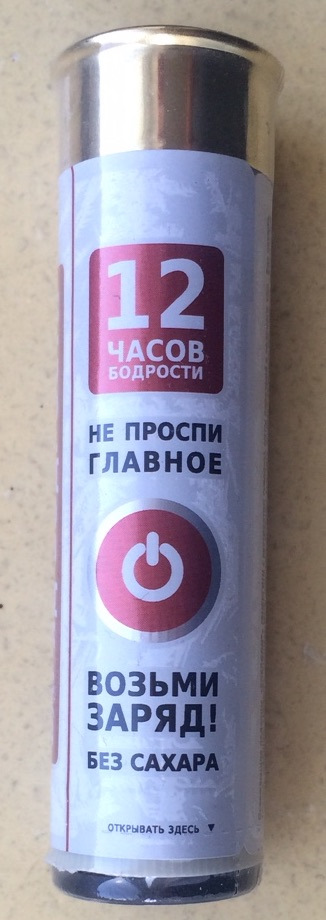 12
ЧАСОВ
БОДРОСТИ
НЕ ПРОСПИ
ГЛАВНОЕ
ВОЗЬМИ
ЗАРЯД!
БЕЗ САХАРА
ОТКРЫВАТЬ ЗДЕСЬ ▼